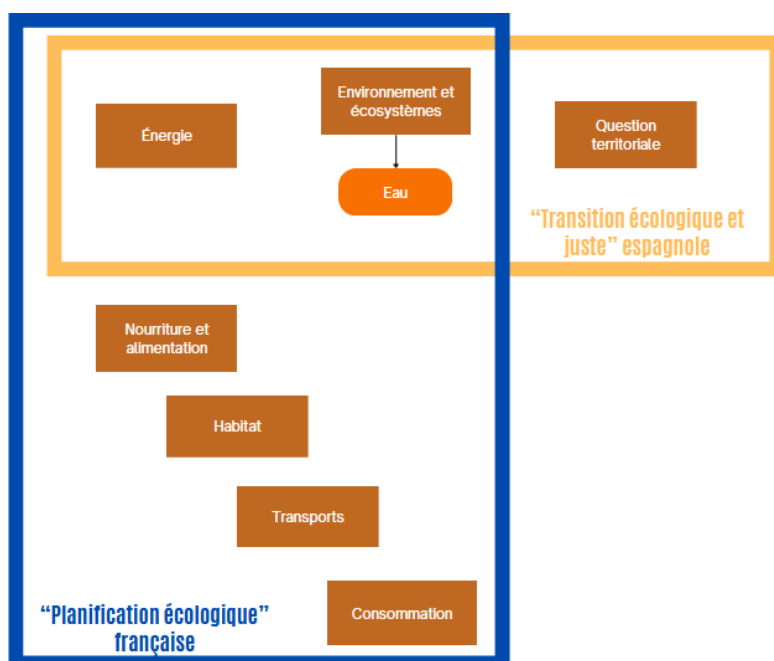 Énergie
Environnement et
écosystèmes
Eau
Question
territoriale
“Transition écologique et
juste” espagnole
Nourriture et
alimentation
Habitat
Transports
Consommation
“Planification écologique”
française